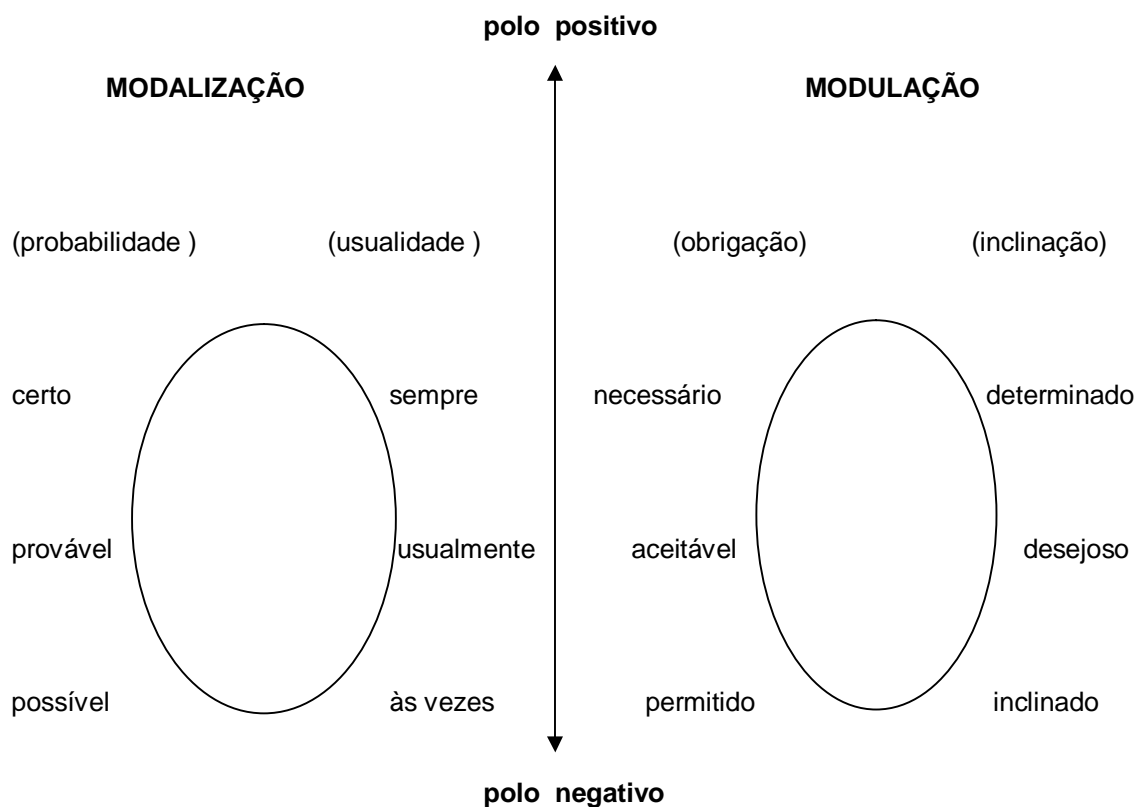 polo positivo
MODALIZAÇÃO MODULAÇÃO
(probabilidade ) (usualidade ) (obrigação) (inclinação)
certo sempre necessário determinado
provável usualmente aceitável desejoso
possível às vezes permitido inclinado
polo negativo